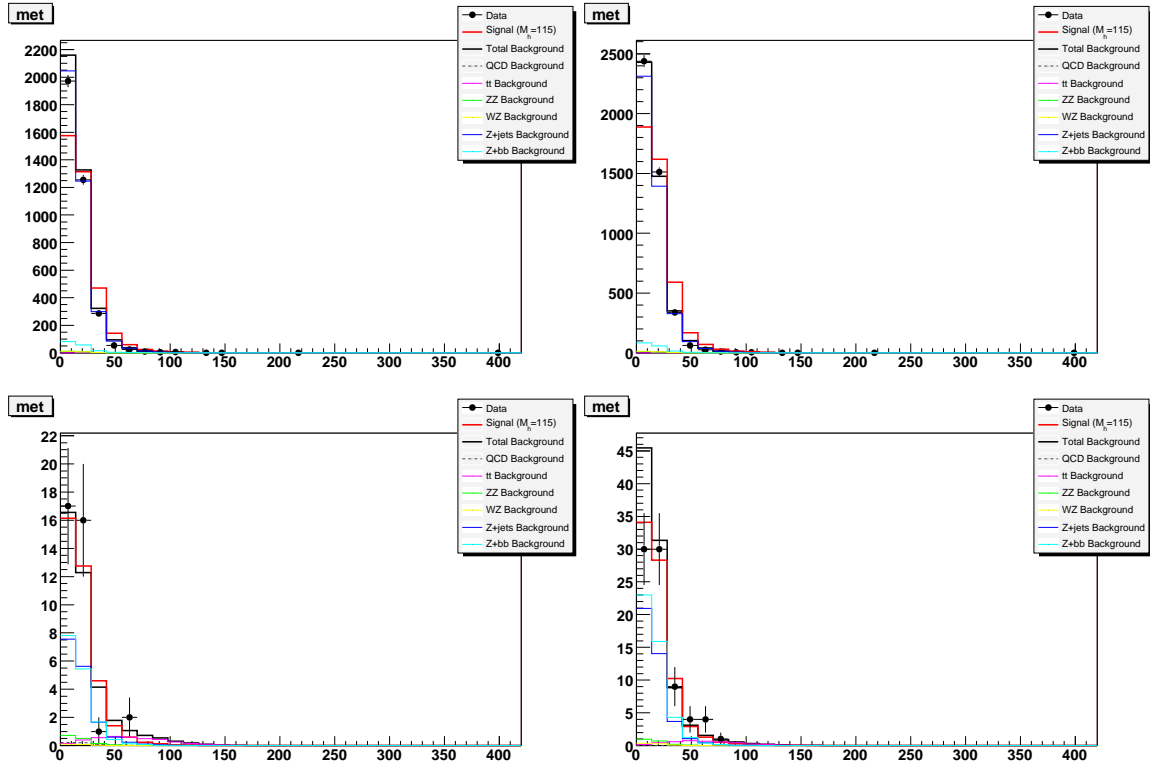 met
Data
Signal (M_h=115)
Total Background
QCD Background
tt Background
ZZ Background
WZ Background
Z+jets Background
Z+bb Background
2200
2000
1800
1600
1400
1200
1000
800
600
400
200
0
0 50 100 150 200 250 300 350 400
met
Data
Signal (M_h=115)
Total Background
QCD Background
tt Background
ZZ Background
WZ Background
Z+jets Background
Z+bb Background
2500
2000
1500
1000
500
0
0 50 100 150 200 250 300 350 400
met
Data
Signal (M_h=115)
Total Background
QCD Background
tt Background
ZZ Background
WZ Background
Z+jets Background
Z+bb Background
22
20
18
16
14
12
10
8
6
4
2
0
0 50 100 150 200 250 300 350 400
met
Data
Signal (M_h=115)
Total Background
QCD Background
tt Background
ZZ Background
WZ Background
Z+jets Background
Z+bb Background
45
40
35
30
25
20
15
10
5
0
0 50 100 150 200 250 300 350 400